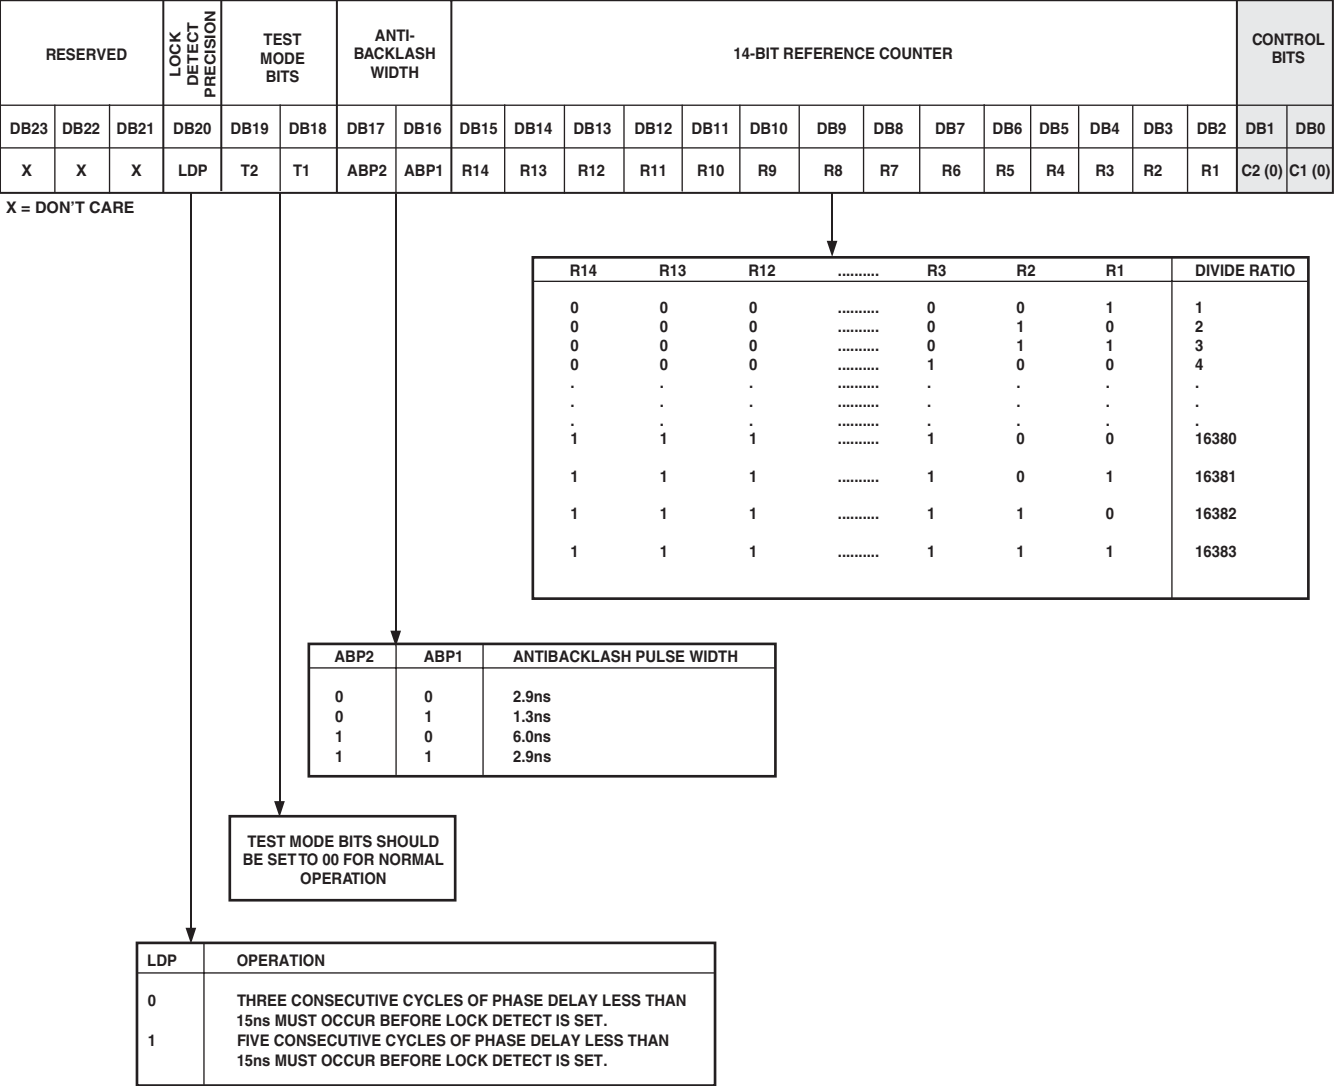 RESERVED
LOCK
DETECT
PRECISION
TEST
MODE
BITS
ANTI-
BACKLASH
WIDTH
14-BIT REFERENCE COUNTER
CONTROL
BITS
DB23 DB22 DB21 DB20 DB19 DB18 DB17 DB16 DB15 DB14 DB13 DB12 DB11 DB10 DB9 DB8 DB7 DB6 DB5 DB4 DB3 DB2 DB1 DB0
X X X LDP T2 T1 ABP2 ABP1 R14 R13 R12 R11 R10 R9 R8 R7 R6 R5 R4 R3 R2 R1 C2 (0) C1 (0)
X = DON'T CARE
R14 R13 R12 .......... R3 R2 R1 DIVIDE RATIO
0 0 0 .......... 0 0 1 1
0 0 0 .......... 0 1 0 2
0 0 0 .......... 0 1 1 3
0 0 0 .......... 1 0 0 4
. . . .......... . . . .
. . . .......... . . . .
. . . .......... . . . .
1 1 1 .......... 1 0 0 16380
1 1 1 .......... 1 0 1 16381
1 1 1 .......... 1 1 0 16382
1 1 1 .......... 1 1 1 16383
ABP2 ABP1 ANTIBACKLASH PULSE WIDTH
0 0 2.9ns
0 1 1.3ns
1 0 6.0ns
1 1 2.9ns
TEST MODE BITS SHOULD
BE SET TO 00 FOR NORMAL
OPERATION
LDP OPERATION
0 THREE CONSECUTIVE CYCLES OF PHASE DELAY LESS THAN
15ns MUST OCCUR BEFORE LOCK DETECT IS SET.
1 FIVE CONSECUTIVE CYCLES OF PHASE DELAY LESS THAN
15ns MUST OCCUR BEFORE LOCK DETECT IS SET.